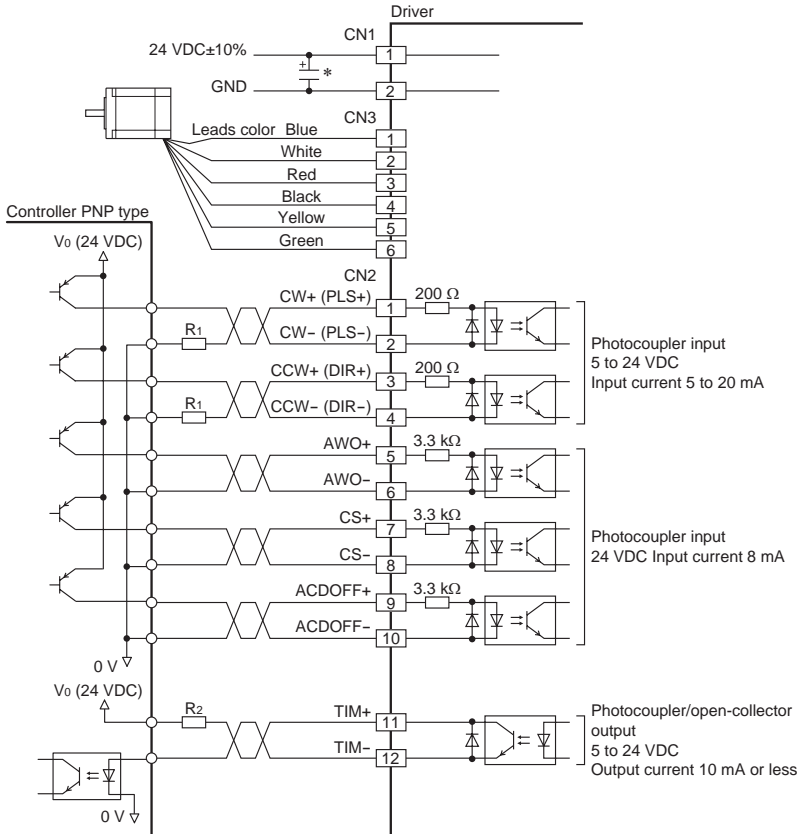 Driver
CN1
24 VDC±10%
1
+
*
GND
2
CN3
Leads color Blue
1
White
2
Red
3
Black
4
Yellow
5
Green
6
Controller PNP type
V0 (24 VDC)
CN2
CW+ (PLS+)
1
200 Ω
R1
CW− (PLS−)
2
Photocoupler input
5 to 24 VDC
Input current 5 to 20 mA
CCW+ (DIR+)
3
200 Ω
R1
CCW− (DIR−)
4
AWO+
5
3.3 kΩ
AWO−
6
CS+
7
3.3 kΩ
CS−
8
Photocoupler input
24 VDC Input current 8 mA
ACDOFF+
9
3.3 kΩ
ACDOFF−
10
0 V
V0 (24 VDC)
R2
TIM+
11
TIM−
12
Photocoupler/open-collector
output
5 to 24 VDC
Output current 10 mA or less
0 V